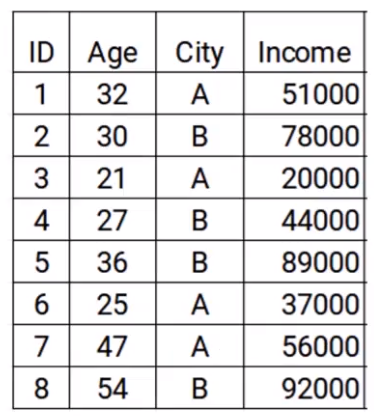 ID Age City Income
1 32 A 51000
2 30 B 78000
3 21 A 20000
4 27 B 44000
5 36 B 89000
6 25 A 37000
7 47 A 56000
8 54 B 92000